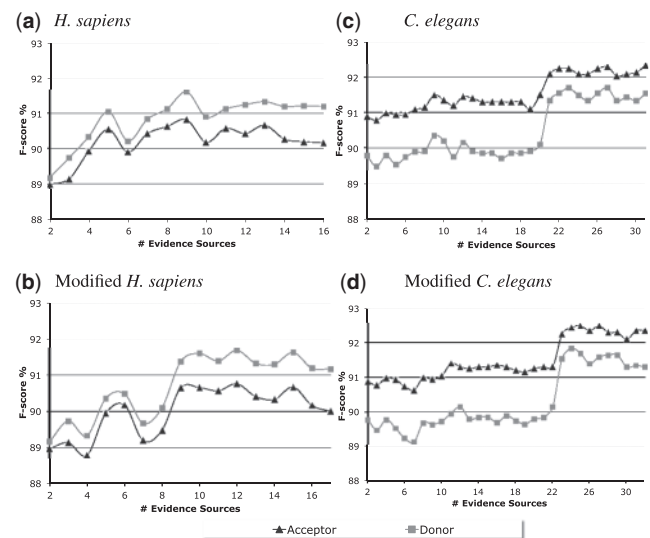 (a) H. sapiens
93
92
91
90
89
88
F-score %
2 4 6 8 10 12 14 16
# Evidence Sources
(c) C. elegans
93
92
91
90
89
88
F-score %
2 6 10 14 18 22 26 30
# Evidence Sources
(b) Modified H. sapiens
93
92
91
90
89
88
F-score %
2 4 6 8 10 12 14 16
# Evidence Sources
(d) Modified C. elegans
93
92
91
90
89
88
F-score %
2 6 10 14 18 22 26 30
# Evidence Sources
Acceptor Donor